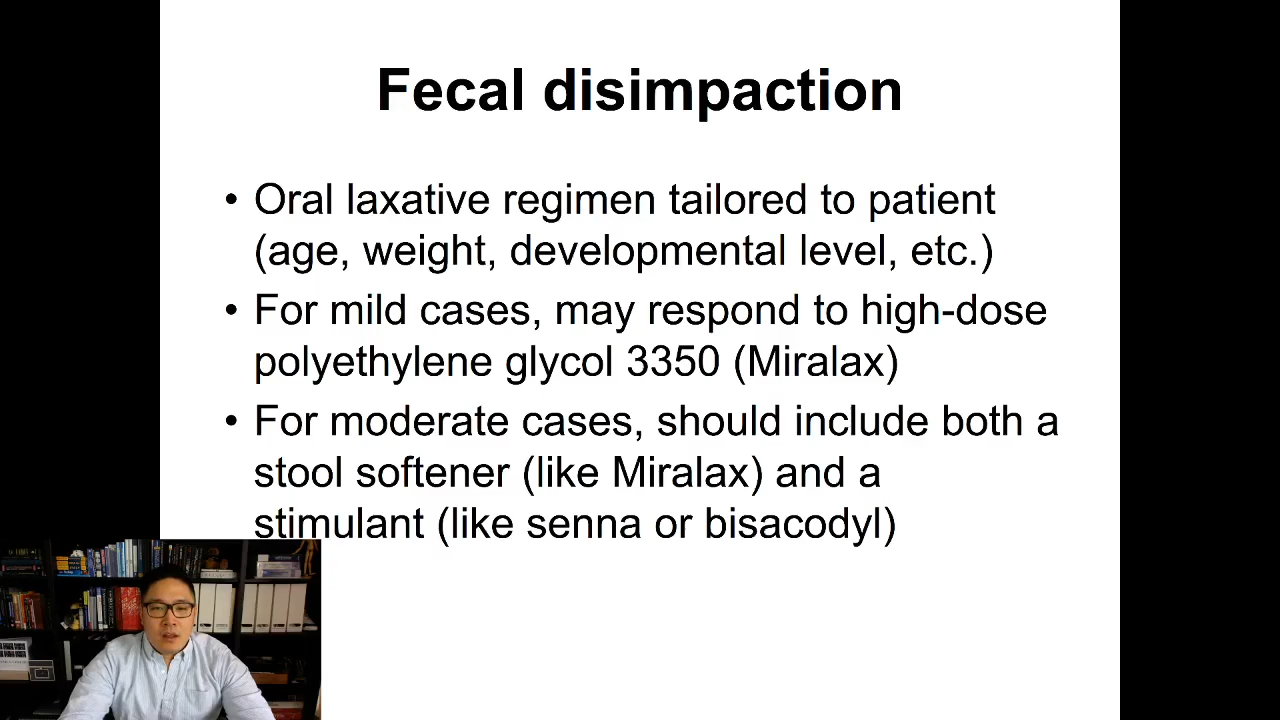 Fecal disimpaction
• Oral laxative regimen tailored to patient
(age, weight, developmental level, etc.)
• For mild cases, may respond to high-dose
polyethylene glycol 3350 (Miralax)
• For moderate cases, should include both a
stool softener (like Miralax) and a
stimulant (like senna or bisacodyl)